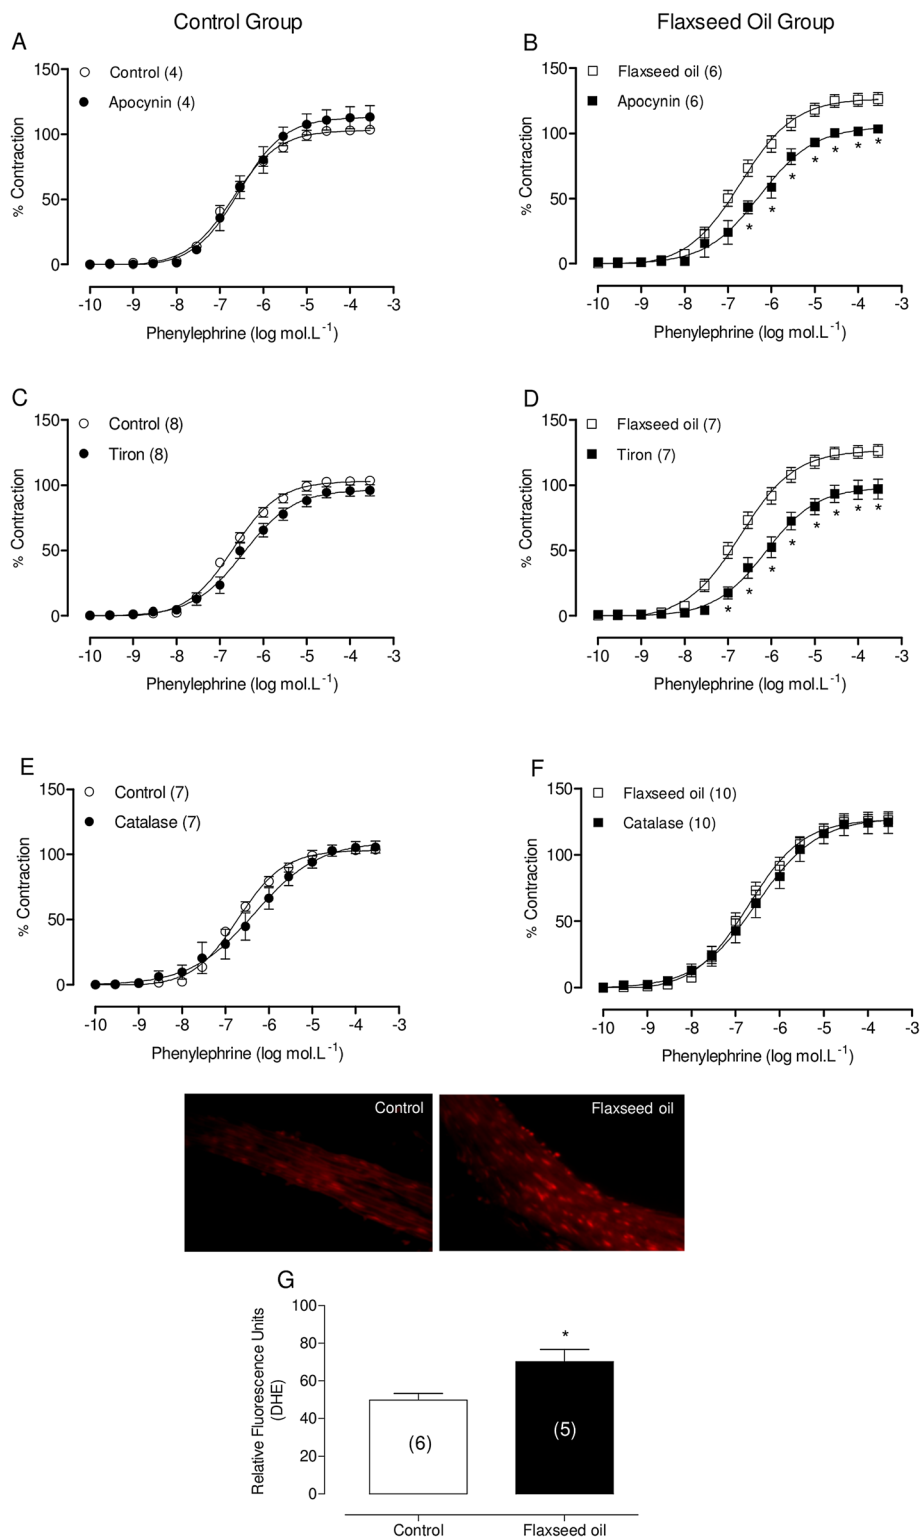 Control Group
Flaxseed Oil Group
A
Control (4)
Apocynin (4)
150
100
50
0
% Contraction
-10 -9 -8 -7 -6 -5 -4 -3
Phenylephrine (log mol.L-1)
B
Flaxseed oil (6)
Apocynin (6)
150
100
50
0
% Contraction
* * * * * *
-10 -9 -8 -7 -6 -5 -4 -3
Phenylephrine (log mol.L-1)
C
Control (8)
Tiron (8)
150
100
50
0
% Contraction
-10 -9 -8 -7 -6 -5 -4 -3
Phenylephrine (log mol.L-1)
D
Flaxseed oil (7)
Tiron (7)
150
100
50
0
% Contraction
* * * * * * * *
-10 -9 -8 -7 -6 -5 -4 -3
Phenylephrine (log mol.L-1)
E
Control (7)
Catalase (7)
150
100
50
0
% Contraction
-10 -9 -8 -7 -6 -5 -4 -3
Phenylephrine (log mol.L-1)
F
Flaxseed oil (10)
Catalase (10)
150
100
50
0
% Contraction
-10 -9 -8 -7 -6 -5 -4 -3
Phenylephrine (log mol.L-1)
Control
Flaxseed oil
G
100
80
60
40
20
0
Relative Fluorescence Units
(DHE)
*
(6)
(5)
Control
Flaxseed oil